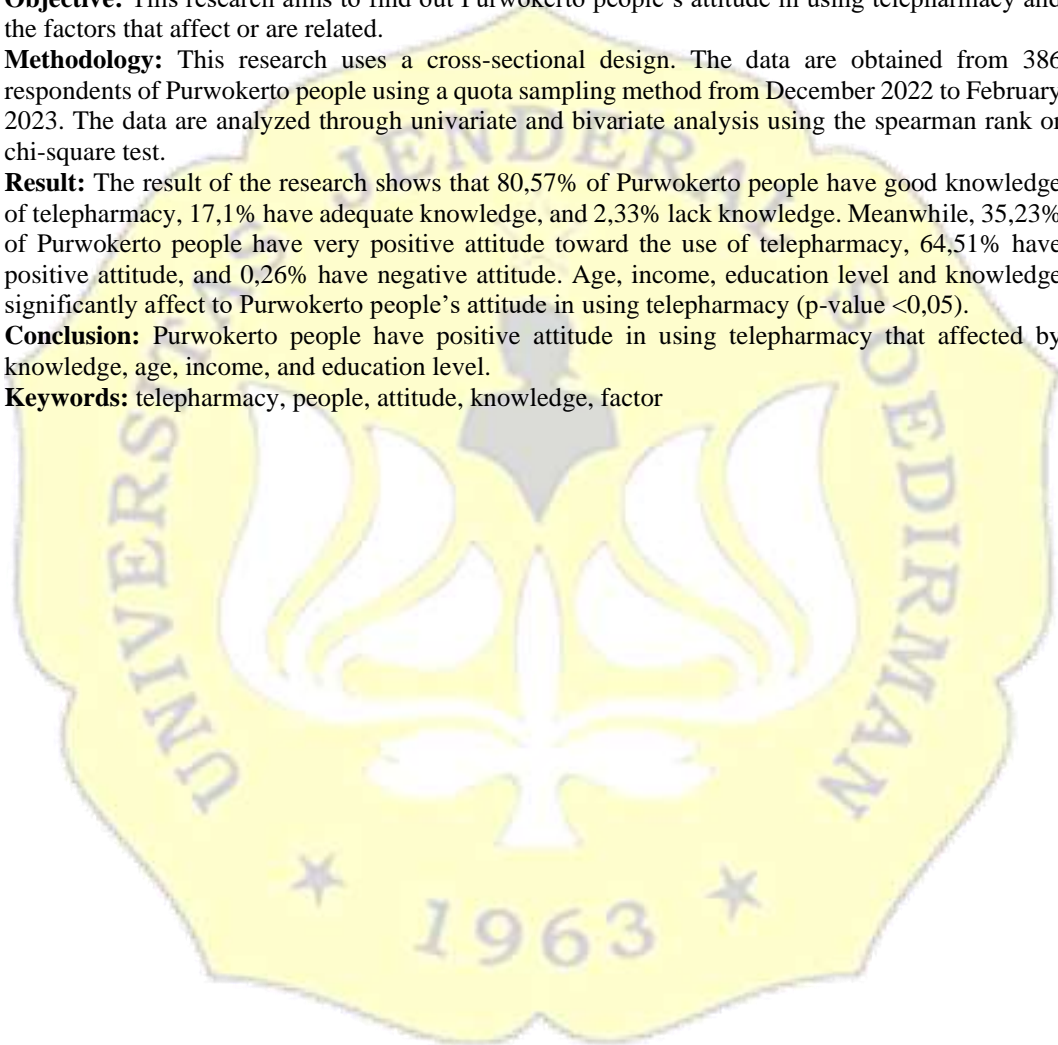 Objective: This research aims to find out Purwokerto people's attitude in using telepharmacy and
the factors that affect or are related.
Methodology: This research uses a cross-sectional design. The data are obtained from 386
respondents of Purwokerto people using a quota sampling method from December 2022 to February
2023. The data are analyzed through univariate and bivariate analysis using the spearman rank or
chi-square test.
Result: The result of the research shows that 80,57% of Purwokerto people have good knowledge
of telepharmacy, 17,1% have adequate knowledge, and 2,33% lack knowledge. Meanwhile, 35,23%
of Purwokerto people have very positive attitude toward the use of telepharmacy, 64,51% have
positive attitude, and 0,26% have negative attitude. Age, income, education level and knowledge
significantly affect to Purwokerto people's attitude in using telepharmacy (p-value <0,05).
Conclusion: Purwokerto people have positive attitude in using telepharmacy that affected by
knowledge, age, income, and education level.
Keywords: telepharmacy, people, attitude, knowledge, factor
UNIVERSITAS JENDERAL SOEDIRMAN
1963